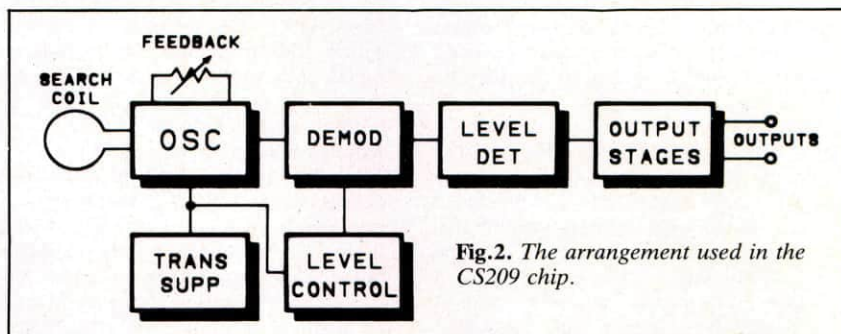 FEEDBACK
SEARCH
COIL
OSC
DEMOD
LEVEL
DET
OUTPUT
STAGES
OUTPUTS
TRANS
SUPP
LEVEL
CONTROL
Fig.2. The arrangement used in the
CS209 chip.